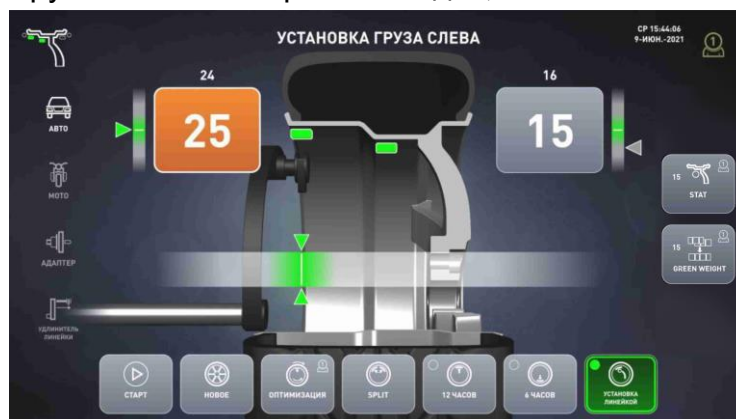 УСТАНОВКА ГРУЗА СЛЕВА
СР 15:44:06
9-ИЮН.-2021
1
24
16
25
15
АВТО
МОТО
АДАПТЕР
УДЛИНИТЕЛЬ
ЛИНЕЙКИ
15
STAT
15
GREEN WEIGHT
СТАРТ
НОВОЕ
ОПТИМИЗАЦИЯ
SPLIT
12 ЧАСОВ
6 ЧАСОВ
УСТАНОВКА
ЛИНЕЙКОЙ